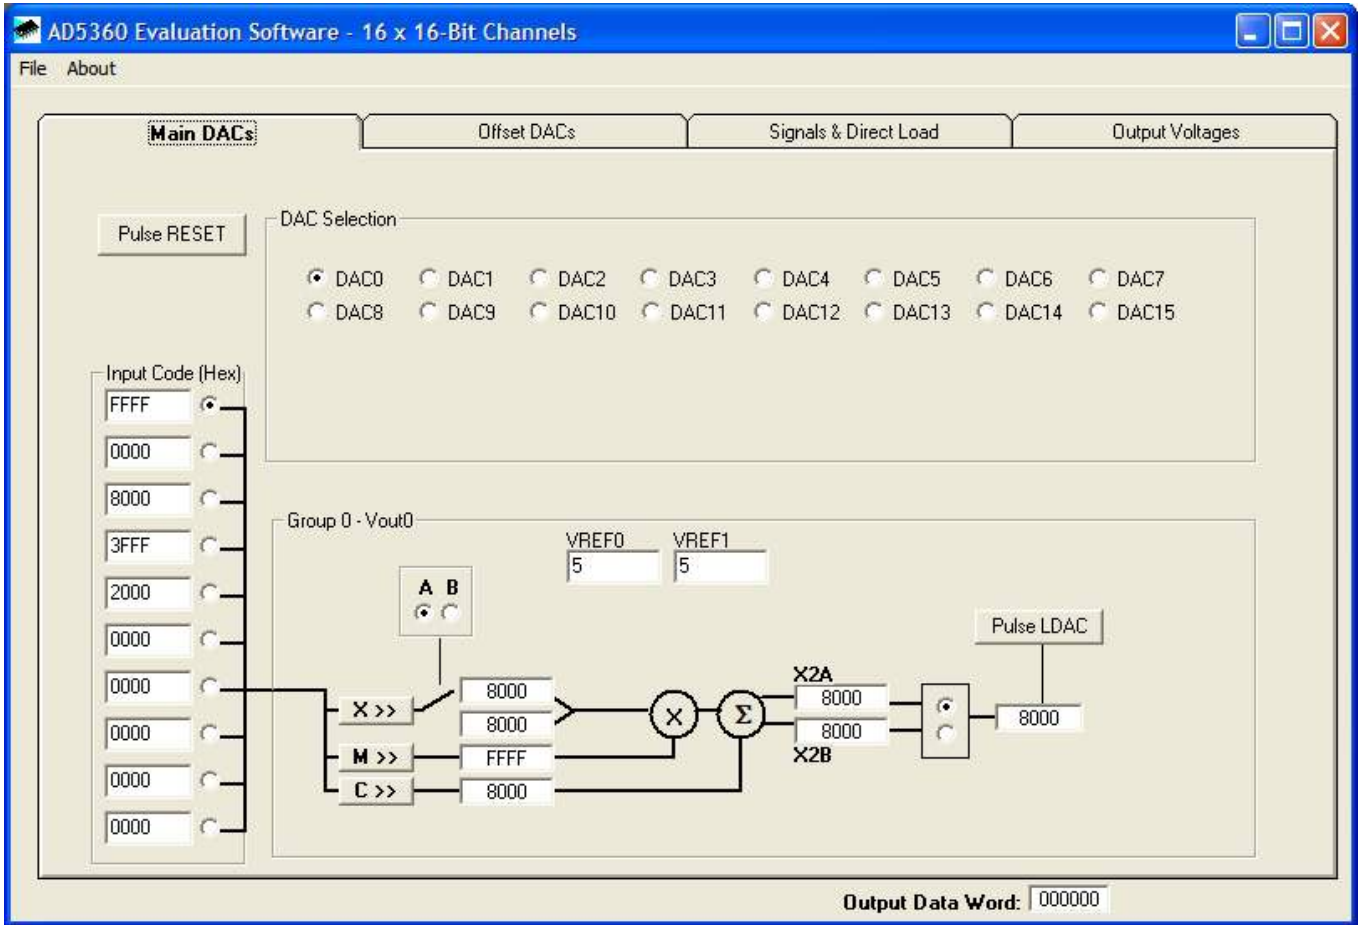 AD5360 Evaluation Software - 16 x 16-Bit Channels
File About
Main DACs Offset DACs Signals & Direct Load Output Voltages
Pulse RESET
DAC Selection
DAC0 DAC1 DAC2 DAC3 DAC4 DAC5 DAC6 DAC7
DAC8 DAC9 DAC10 DAC11 DAC12 DAC13 DAC14 DAC15
Input Code (Hex)
FFFF
0000
8000
3FFF
2000
0000
0000
0000
0000
0000
Group 0 - Vout0
VREF0 VREF1
5 5
A B
Pulse LDAC
X >> 8000
8000
M >> FFFF
C >> 8000
X Σ
X2A
8000
8000
X2B
8000
Output Data Word: 000000